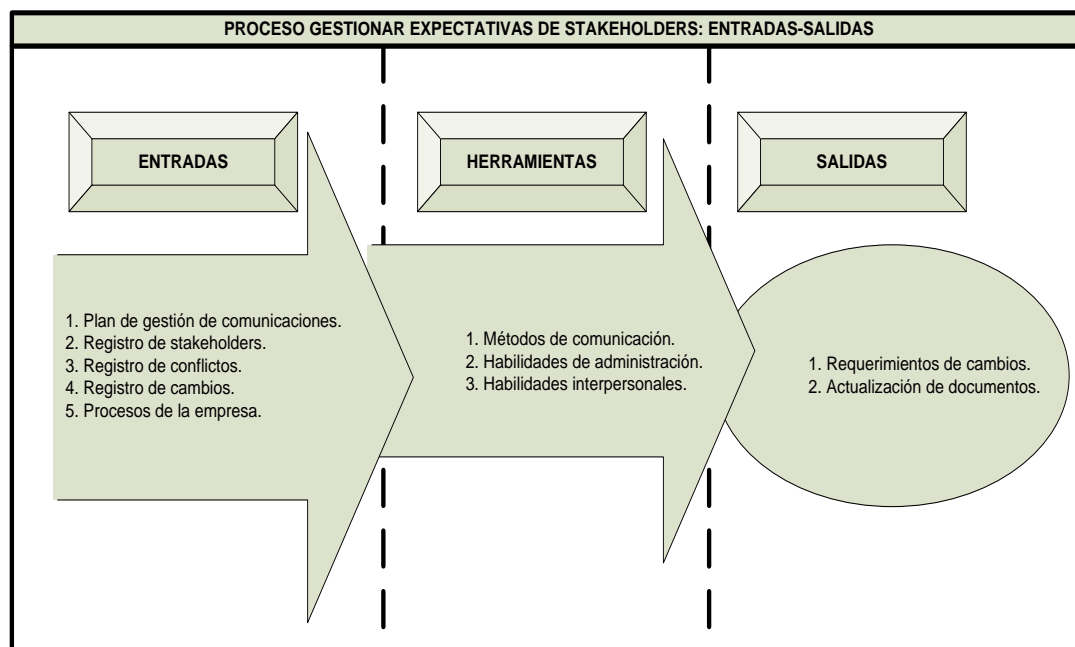 PROCESO GESTIONAR EXPECTATIVAS DE STAKEHOLDERS: ENTRADAS-SALIDAS
ENTRADAS
1. Plan de gestión de comunicaciones.
2. Registro de stakeholders.
3. Registro de conflictos.
4. Registro de cambios.
5. Procesos de la empresa.
HERRAMIENTAS
1. Métodos de comunicación.
2. Habilidades de administración.
3. Habilidades interpersonales.
SALIDAS
1. Requerimientos de cambios.
2. Actualización de documentos.